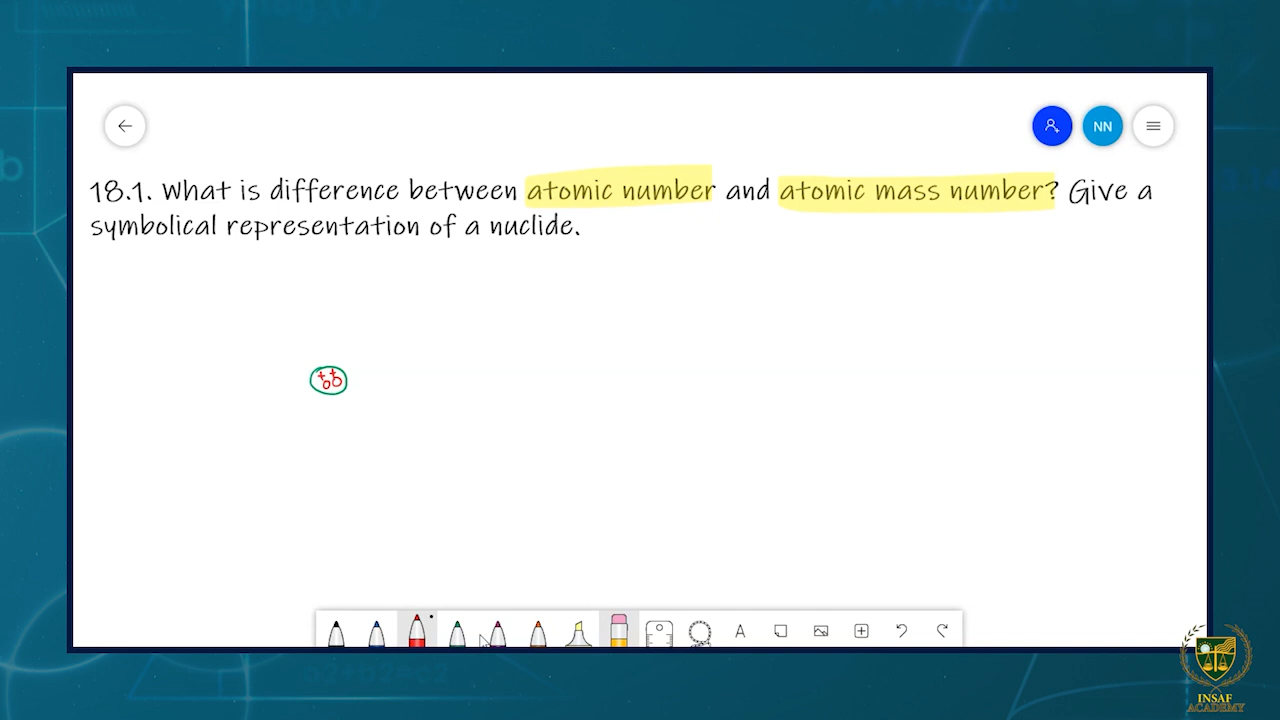 NN
18.1. What is difference between atomic number and atomic mass number? Give a
symbolical representation of a nuclide.
A
INSAF
ACADEMY